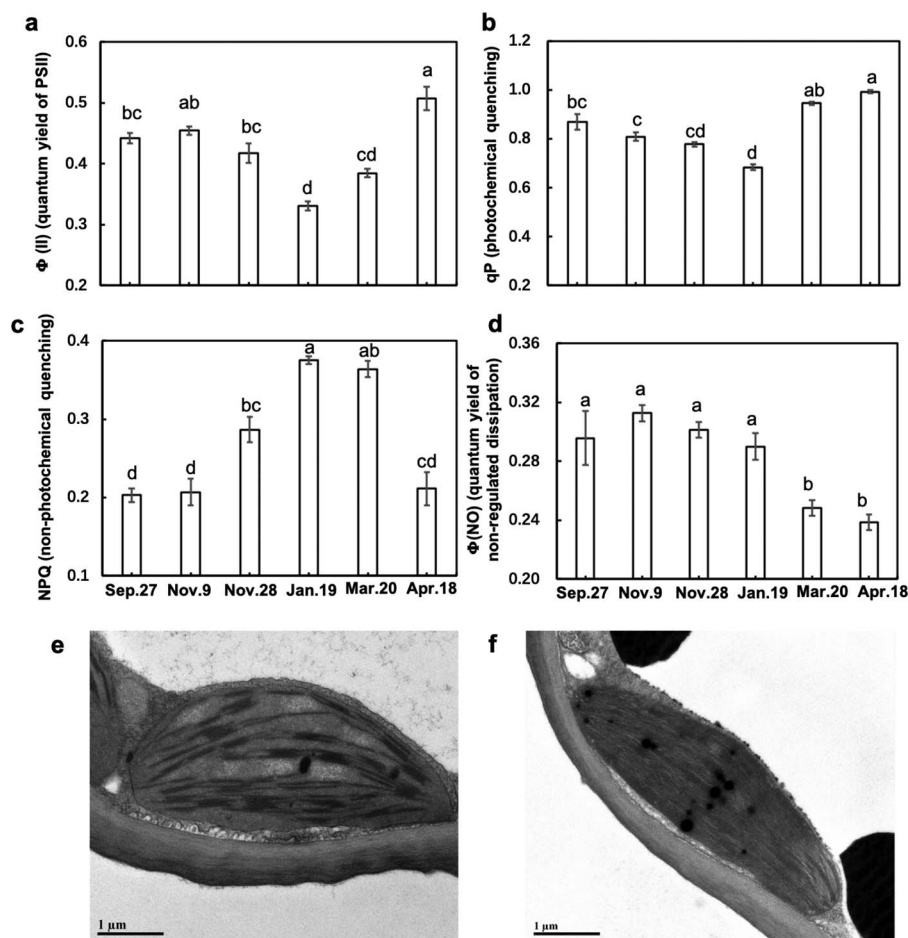 a
Φ (II) (quantum yield of PSII)
0.6
0.5
0.4
0.3
0.2
bc
ab
bc
d
cd
a
b
qP (photochemical quenching)
1.2
1.0
0.8
0.6
0.4
0.2
bc
c
cd
d
ab
a
c
NPQ (non-photochemical quenching)
0.4
0.3
0.2
0.1
d
d
bc
a
ab
cd
Sep.27 Nov.9 Nov.28 Jan.19 Mar.20 Apr.18
d
Φ(NO) (quantum yield of
non-regulated dissipation)
0.36
0.32
0.28
0.24
0.20
a
a
a
a
b
b
Sep.27 Nov.9 Nov.28 Jan.19 Mar.20 Apr.18
e
1 µm
f
1 µm